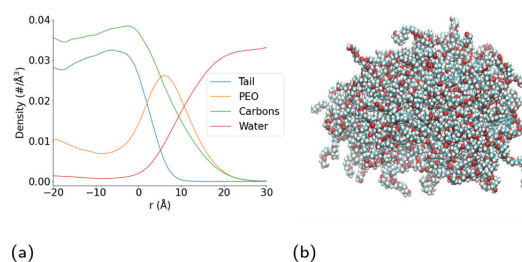 0.04
0.03
0.02
0.01
0.00
Density (#/Å³)
Tail
PEO
Carbons
Water
−20 −10 0 10 20 30
r (Å)
(a) (b)